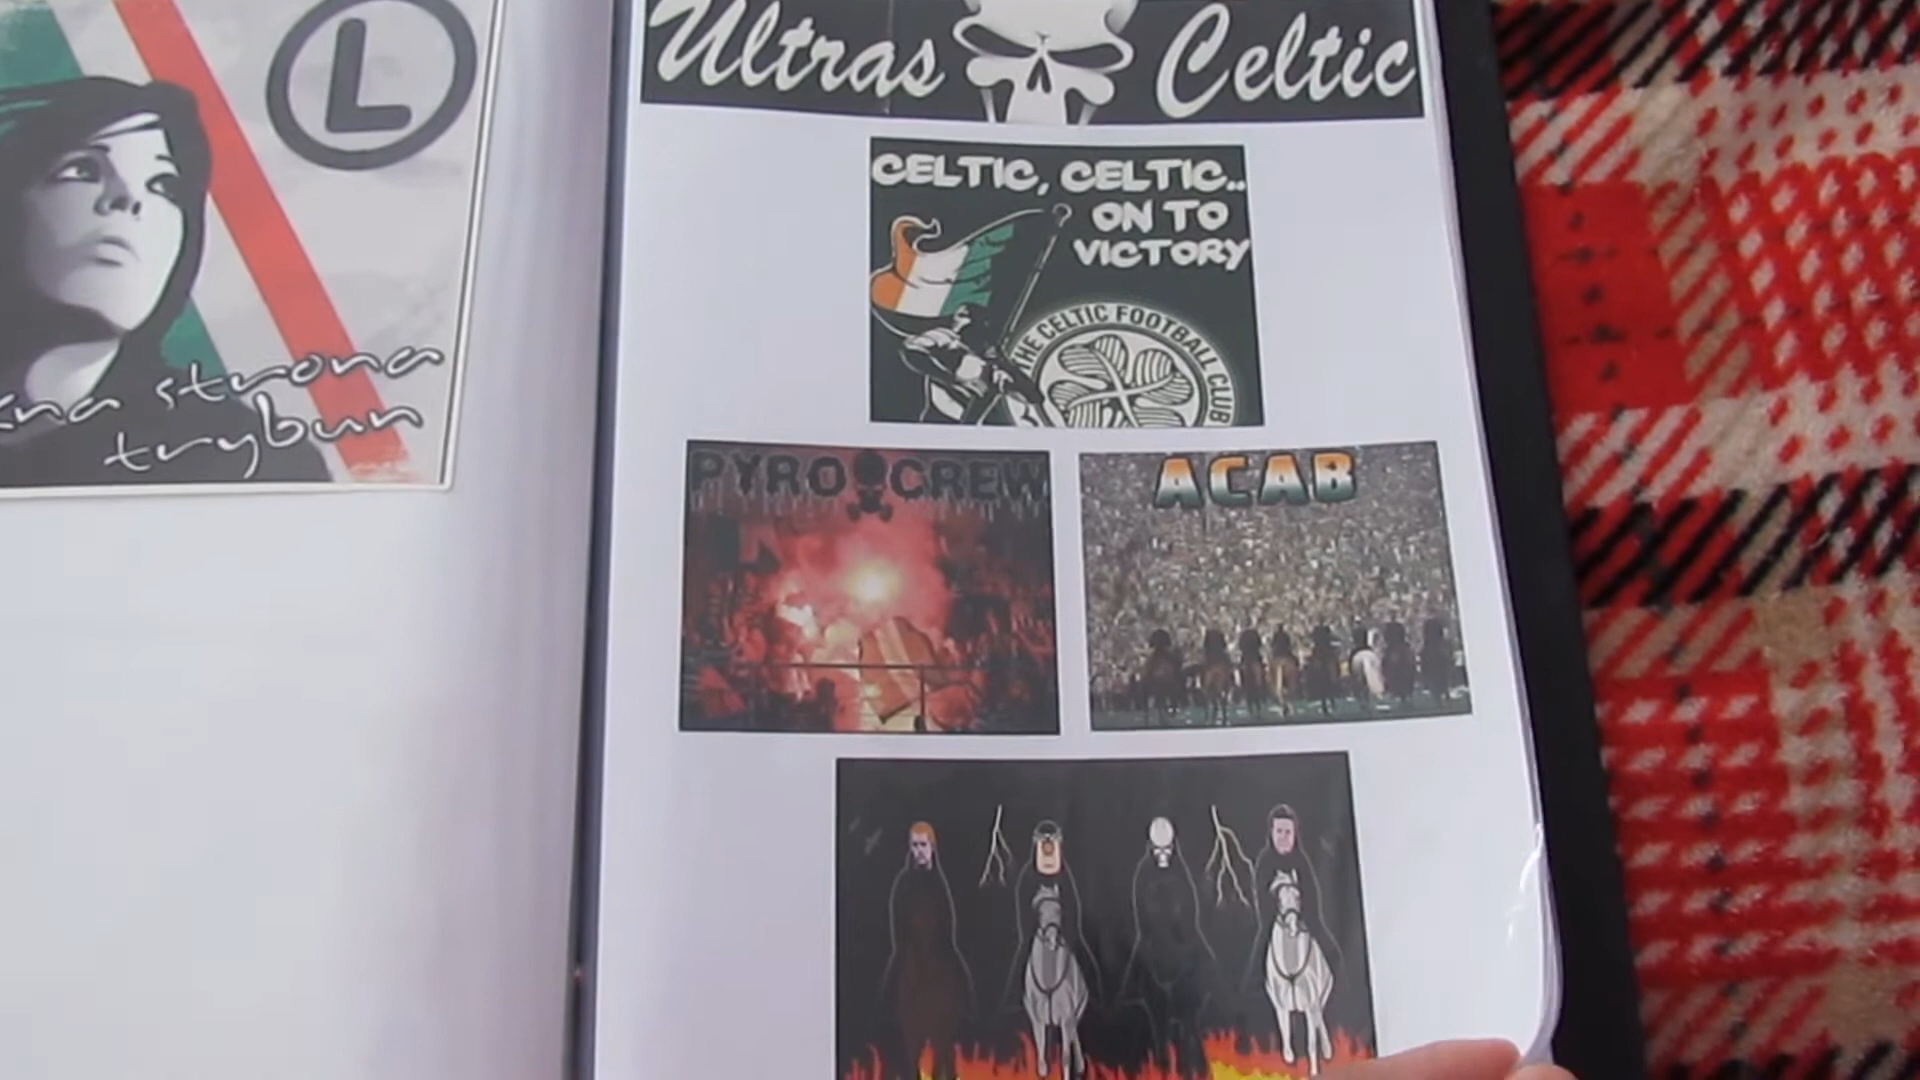 L
strona
trybun
Ultras Celtic
CELTIC, CELTIC..
ON TO
VICTORY
THE CELTIC FOOTBALL CLUB
PYRO CREW
ACAB